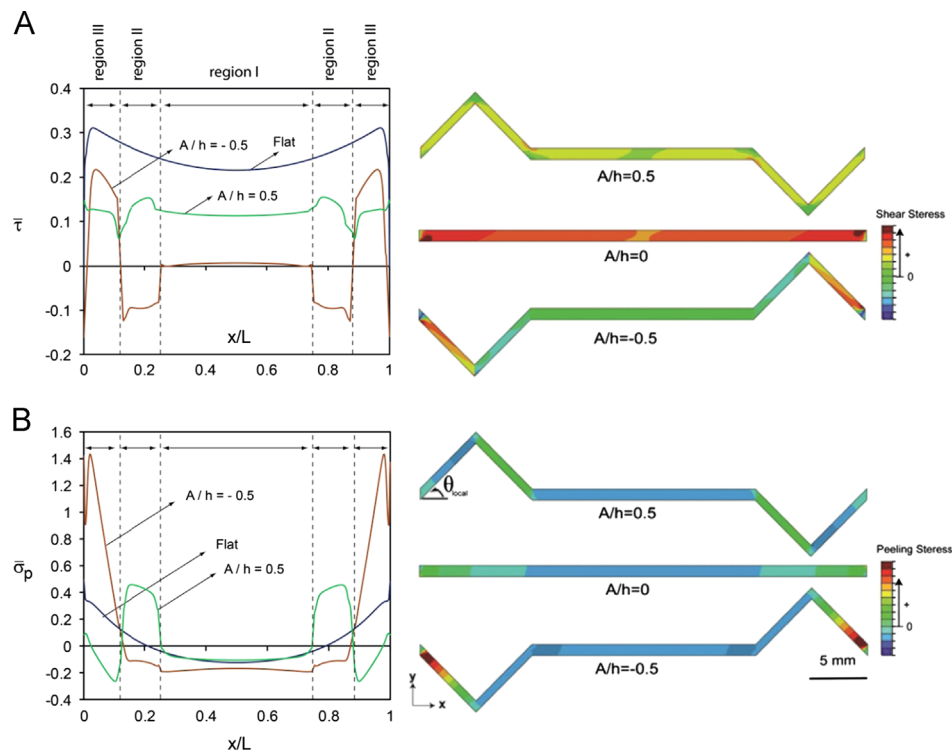 A
region III
region II
region I
region II
region III
0.4
0.3
0.2
0.1
0
-0.1
-0.2
τ̄
A / h = - 0.5
Flat
A / h = 0.5
x/L
0 0.2 0.4 0.6 0.8 1
A/h=0.5
A/h=0
A/h=-0.5
Shear Steress
+
0
B
1.6
1.4
1.2
1.0
0.8
0.6
0.4
0.2
0
-0.2
-0.4
σ̄p
A / h = - 0.5
Flat
A / h = 0.5
0 0.2 0.4 0.6 0.8 1
x/L
θlocal
A/h=0.5
A/h=0
A/h=-0.5
Peeling Steress
+
0
5 mm
y
x